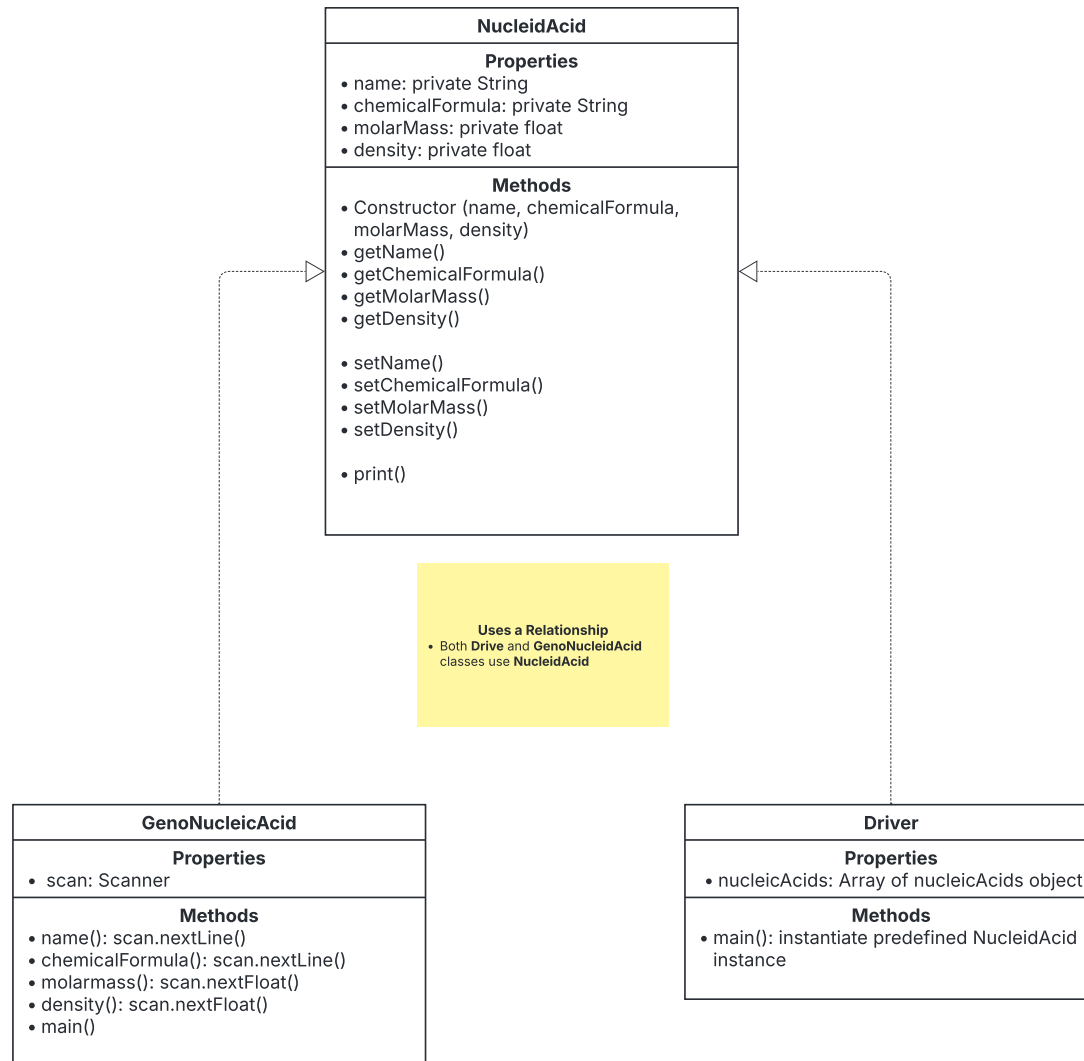 NucleidAcid
Properties
• name: private String
• chemicalFormula: private String
• molarMass: private float
• density: private float
Methods
• Constructor (name, chemicalFormula,
molarMass, density)
• getName()
• getChemicalFormula()
• getMolarMass()
• getDensity()
• setName()
• setChemicalFormula()
• setMolarMass()
• setDensity()
• print()
Uses a Relationship
• Both Drive and GenoNucleidAcid
classes use NucleidAcid
GenoNucleicAcid
Properties
• scan: Scanner
Methods
• name(): scan.nextLine()
• chemicalFormula(): scan.nextLine()
• molarmass(): scan.nextFloat()
• density(): scan.nextFloat()
• main()
Driver
Properties
• nucleicAcids: Array of nucleicAcids object
Methods
• main(): instantiate predefined NucleidAcid
instance